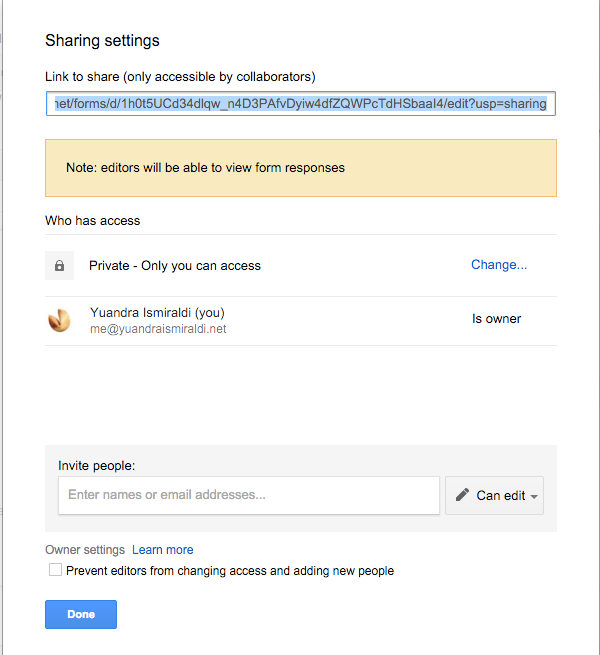 Sharing settings
Link to share (only accessible by collaborators)
net/forms/d/1h0t5UCd34dlqw_n4D3PAfvDyiw4dfZQWPcTdHSbaaI4/edit?usp=sharing
Note: editors will be able to view form responses
Who has access
Private - Only you can access Change...
Yuandra Ismiraldi (you) Is owner
me@yuandraismiraldi.net
Invite people:
Enter names or email addresses... Can edit
Owner settings Learn more
Prevent editors from changing access and adding new people
Done